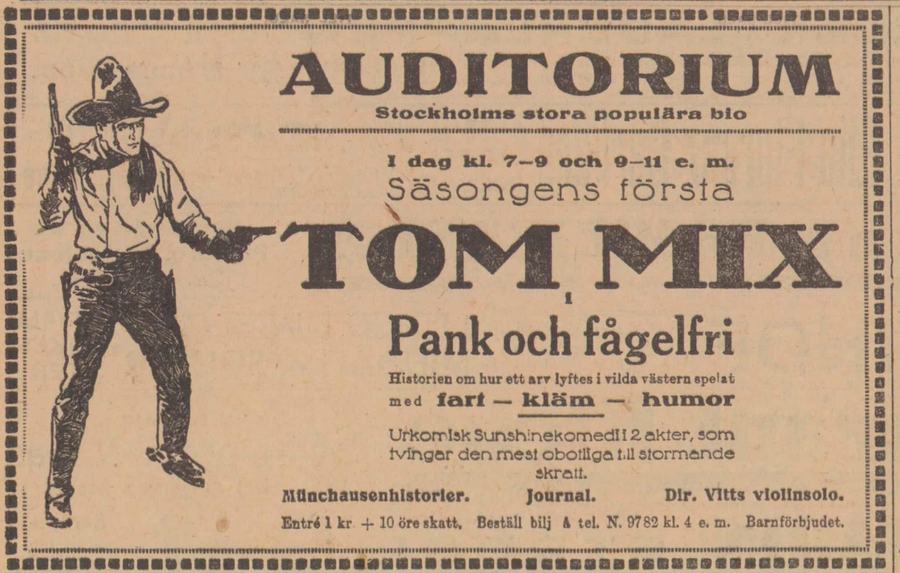 AUDITORIUM
Stockholms stora populära bio
I dag kl. 7–9 och 9–11 e. m.
Säsongens första
TOM MIX
i
Pank och fågelfri
Historien om hur ett arv lyftes i vilda västern spelat
med fart — kläm — humor
Urkomisk Sunshinekomedi i 2 akter, som
tvingar den mest obotliga till stormande
skratt.
Münchausenhistorier. Journal. Dir. Vitts violinsolo.
Entré 1 kr + 10 öre skatt. Beställ bilj å tel. N. 9782 kl. 4 e. m. Barnförbjudet.